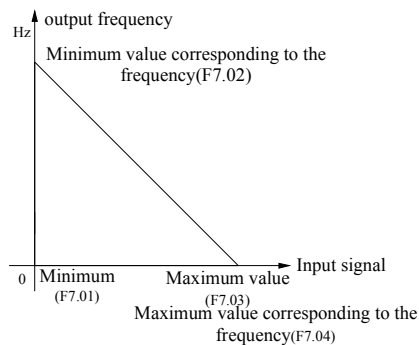 output frequency
Hz
Minimum value corresponding to the
frequency(F7.02)
Input signal
0
Minimum
(F7.01)
Maximum value
(F7.03)
Maximum value corresponding to the
frequency(F7.04)